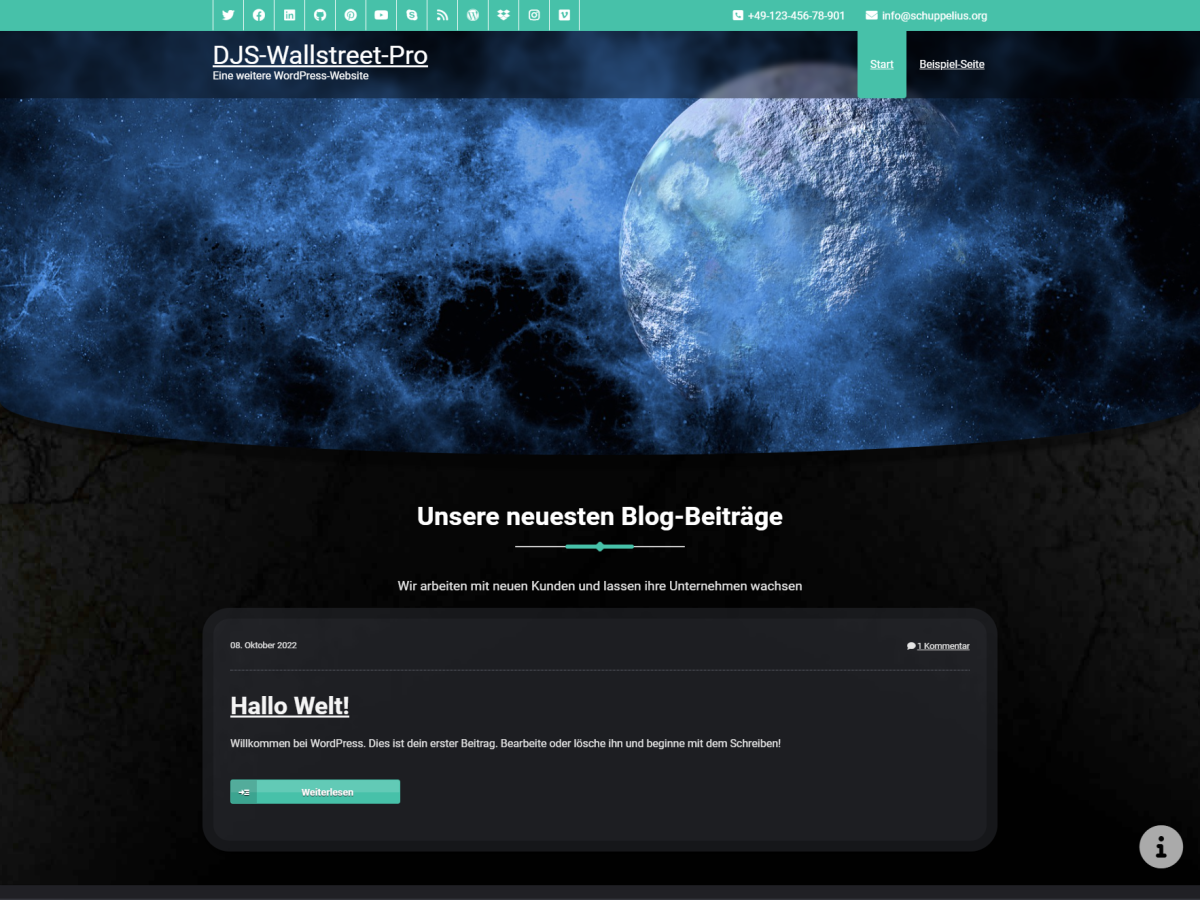 +49-123-456-78-901 info@schuppelius.org
DJS-Wallstreet-Pro
Eine weitere WordPress-Website
Start Beispiel-Seite
Unsere neuesten Blog-Beiträge
Wir arbeiten mit neuen Kunden und lassen ihre Unternehmen wachsen
08. Oktober 2022 1 Kommentar
Hallo Welt!
Willkommen bei WordPress. Dies ist dein erster Beitrag. Bearbeite oder lösche ihn und beginne mit dem Schreiben!
Weiterlesen